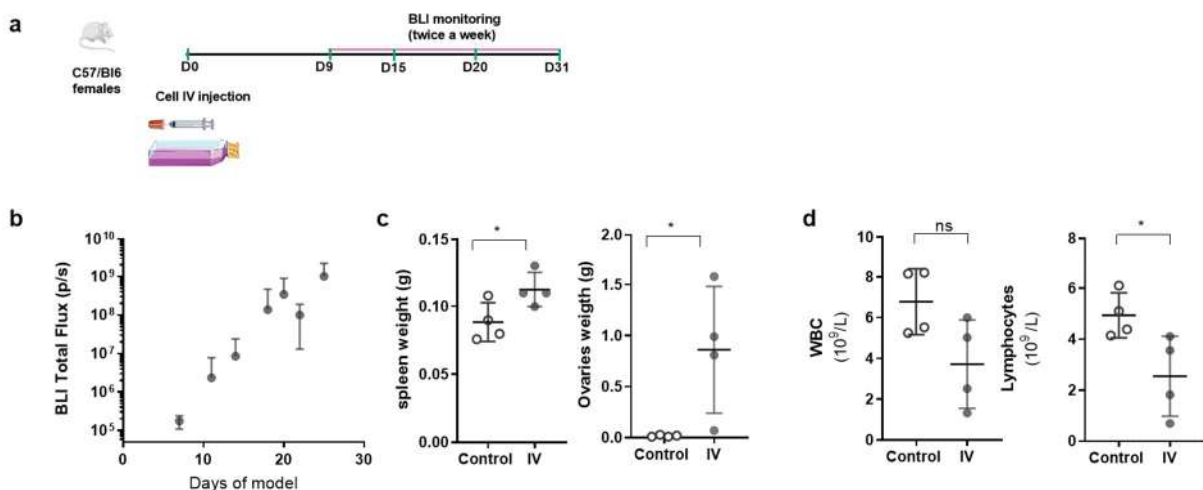 a
BLI monitoring
(twice a week)
D0
D9
D15
D20
D31
C57/Bl6
females
Cell IV injection
b
BLI Total Flux (p/s)
10^10
10^9
10^8
10^7
10^6
10^5
0
10
20
30
Days of model
c
spleen weight (g)
0.15
0.10
0.05
0.00
*
Control
IV
Ovaries weigth (g)
2.0
1.5
1.0
0.5
0.0
*
Control
IV
d
WBC
(10^9/L)
10
8
6
4
2
0
ns
Control
IV
Lymphocytes
(10^9/L)
8
6
4
2
0
*
Control
IV